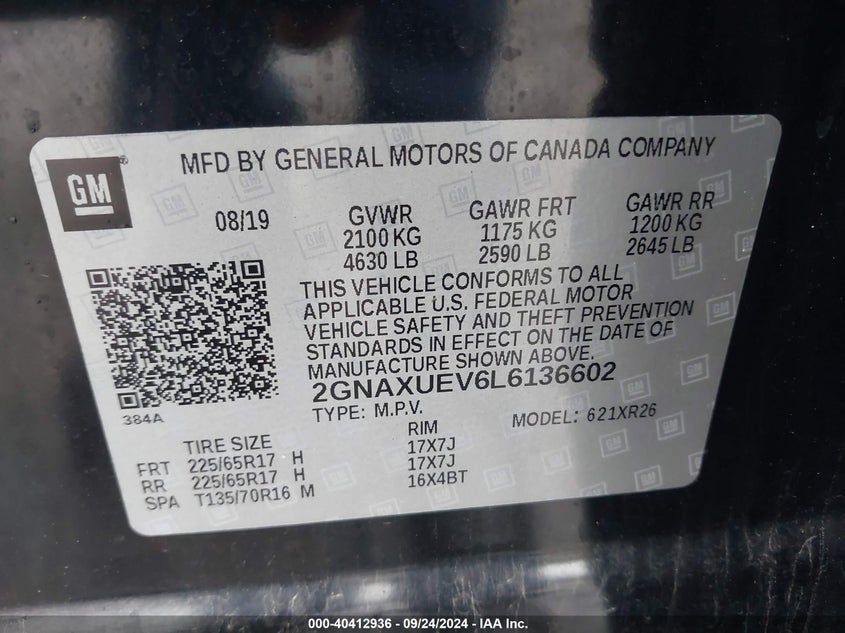 GM
MFD BY GENERAL MOTORS OF CANADA COMPANY
08/19 GVWR GAWR FRT GAWR RR
2100 KG 1175 KG 1200 KG
4630 LB 2590 LB 2645 LB
THIS VEHICLE CONFORMS TO ALL
APPLICABLE U.S. FEDERAL MOTOR
VEHICLE SAFETY AND THEFT PREVENTION
STANDARDS IN EFFECT ON THE DATE OF
MANUFACTURE SHOWN ABOVE.
2GNAXUEV6L6136602
384A
TYPE: M.P.V. MODEL: 621XR26
TIRE SIZE RIM
FRT 225/65R17 H 17X7J
RR 225/65R17 H 17X7J
SPA T135/70R16 M 16X4BT
000-40412936 - 09/24/2024 - IAA Inc.